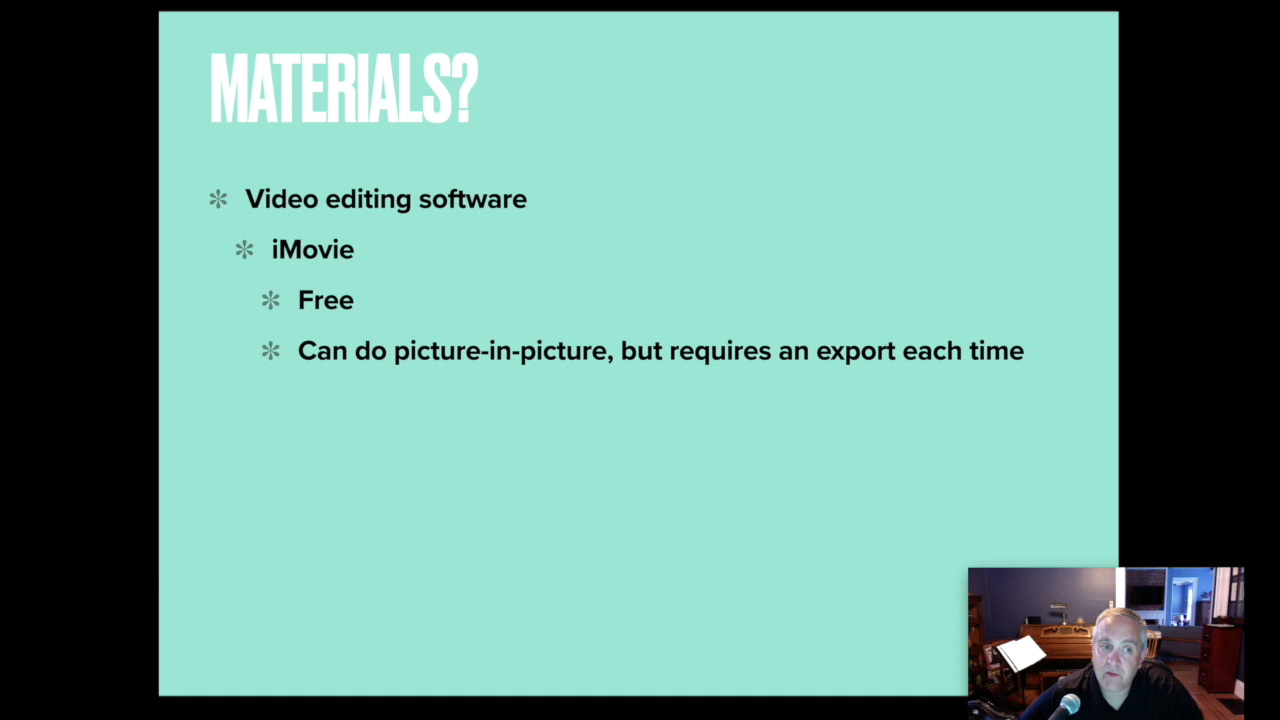 MATERIALS?
✼ Video editing software
✼ iMovie
✼ Free
✼ Can do picture-in-picture, but requires an export each time